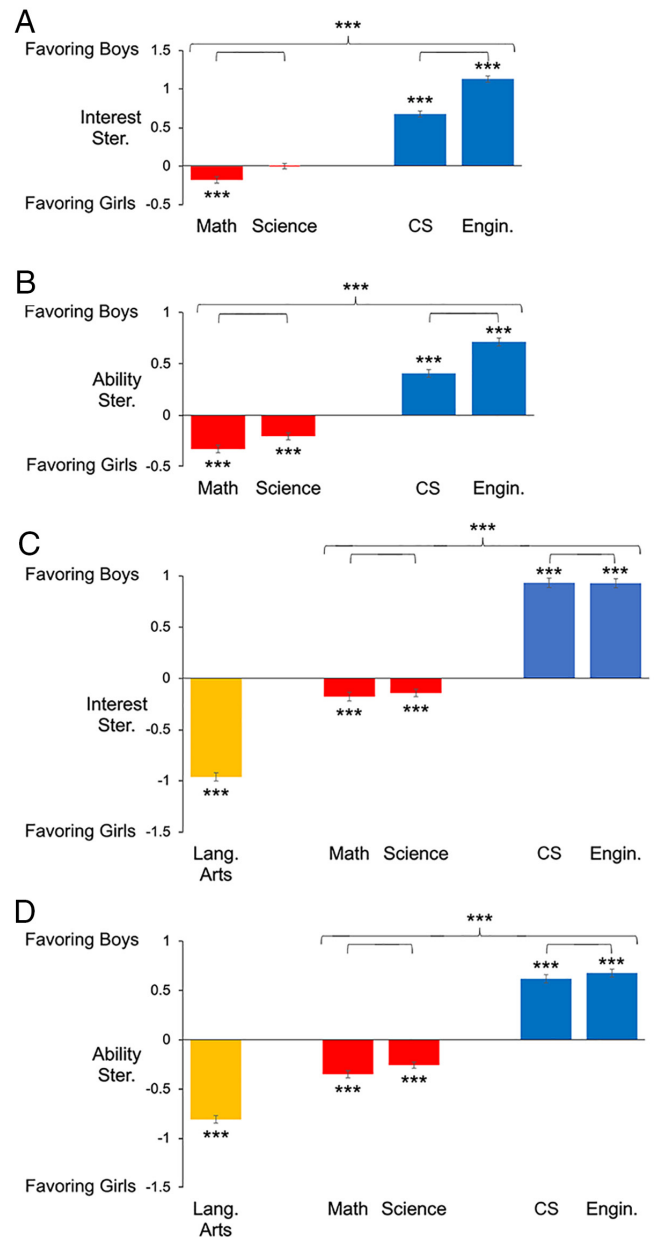 A
***
Favoring Boys 1.5
***
1
***
Interest
Ster.
0.5
0
***
Favoring Girls -0.5
Math Science CS Engin.
B
***
Favoring Boys 1
***
***
0.5
Ability
Ster.
0
***
***
Favoring Girls -0.5
Math Science CS Engin.
C
***
Favoring Boys 1
*** ***
0.5
0
Interest
Ster. -0.5
*** ***
-1
***
Favoring Girls -1.5
Lang. Math Science CS Engin.
Arts
D
***
Favoring Boys 1
*** ***
0.5
0
Ability
Ster.
-0.5
*** ***
-1
***
Favoring Girls -1.5
Lang. Math Science CS Engin.
Arts